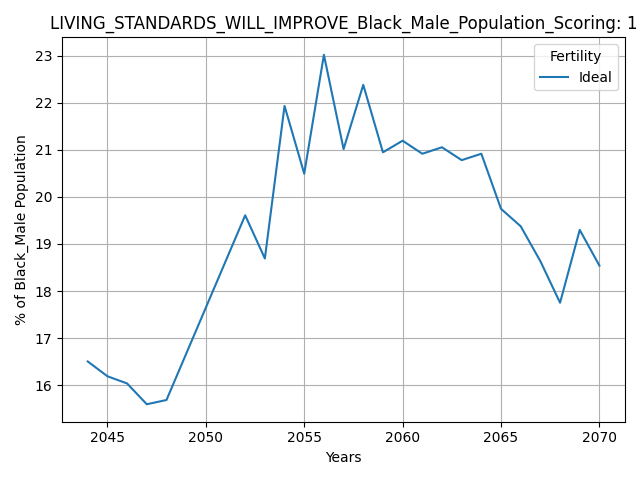 LIVING_STANDARDS_WILL_IMPROVE_Black_Male_Population_Scoring: 1
Fertility
Ideal
23
22
21
20
19
18
17
16
% of Black_Male Population
2045
2050
2055
2060
2065
2070
Years